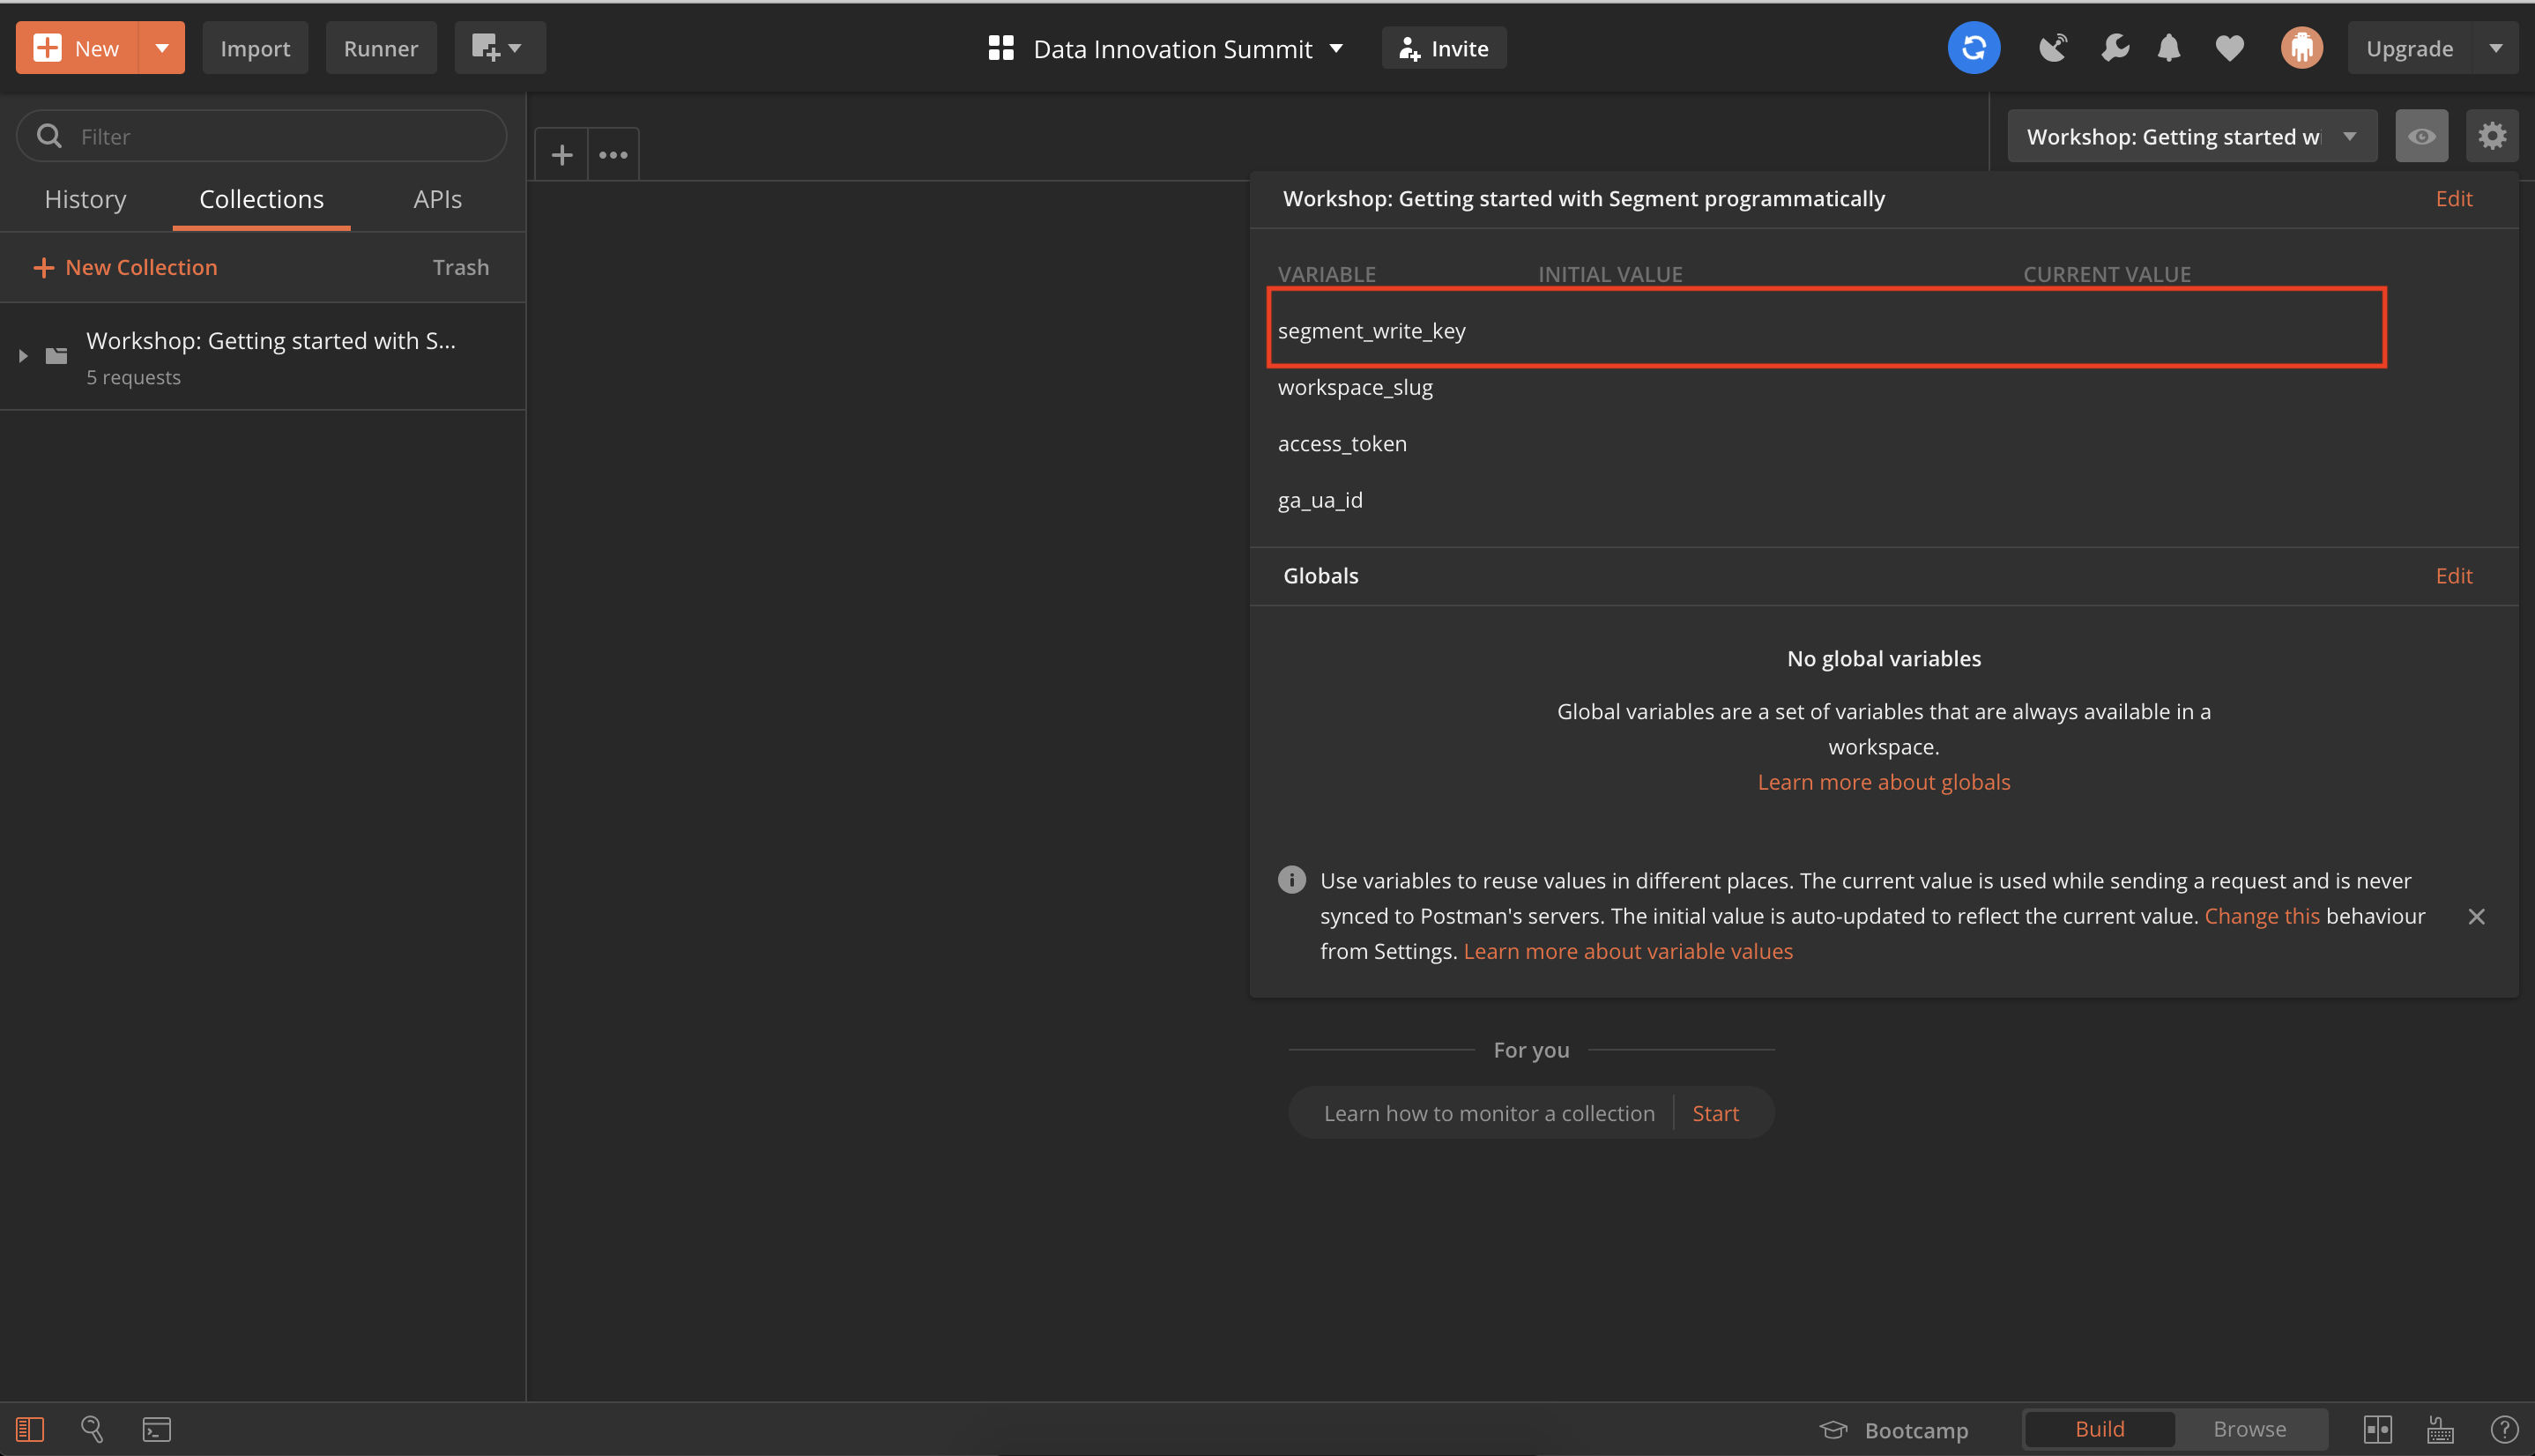 New
Import
Runner
Data Innovation Summit
Invite
Upgrade
Filter
History
Collections
APIs
New Collection
Trash
Workshop: Getting started with S...
5 requests
Workshop: Getting started wi
Workshop: Getting started with Segment programmatically
Edit
VARIABLE
INITIAL VALUE
CURRENT VALUE
segment_write_key
workspace_slug
access_token
ga_ua_id
Globals
Edit
No global variables
Global variables are a set of variables that are always available in a
workspace.
Learn more about globals
Use variables to reuse values in different places. The current value is used while sending a request and is never
synced to Postman's servers. The initial value is auto-updated to reflect the current value. Change this behaviour
from Settings. Learn more about variable values
For you
Learn how to monitor a collection
Start
Bootcamp
Build
Browse